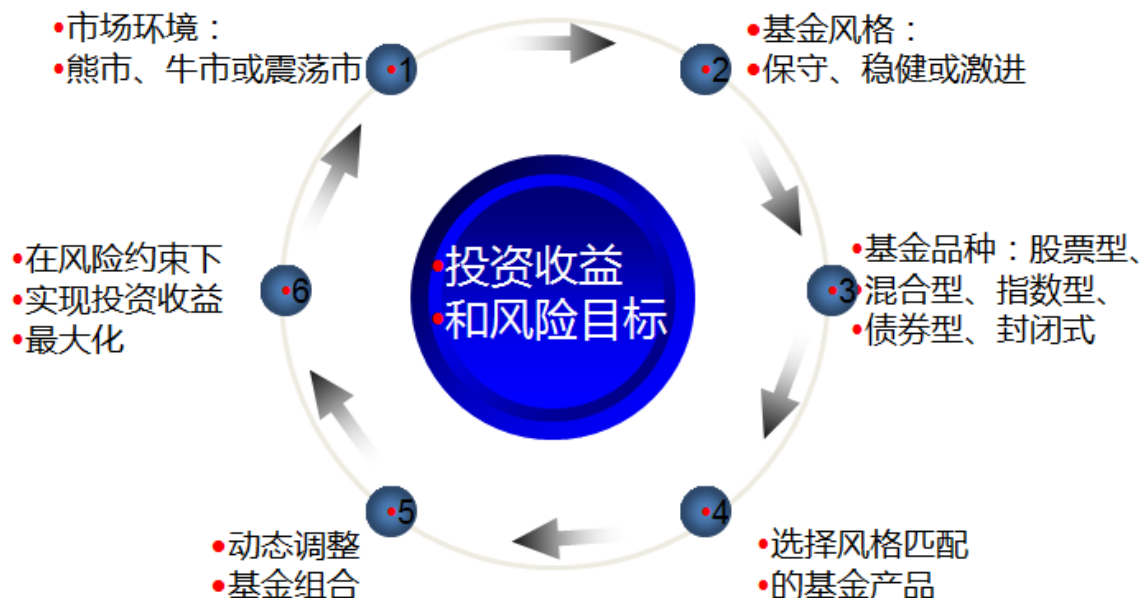 •市场环境：
•熊市、牛市或震荡市
•1
•2
•基金风格：
•保守、稳健或激进
•3
•基金品种：股票型、
•混合型、指数型、
•债券型、封闭式
•4
•选择风格匹配
•的基金产品
•5
•动态调整
•基金组合
•6
•在风险约束下
•实现投资收益
•最大化
•投资收益
•和风险目标